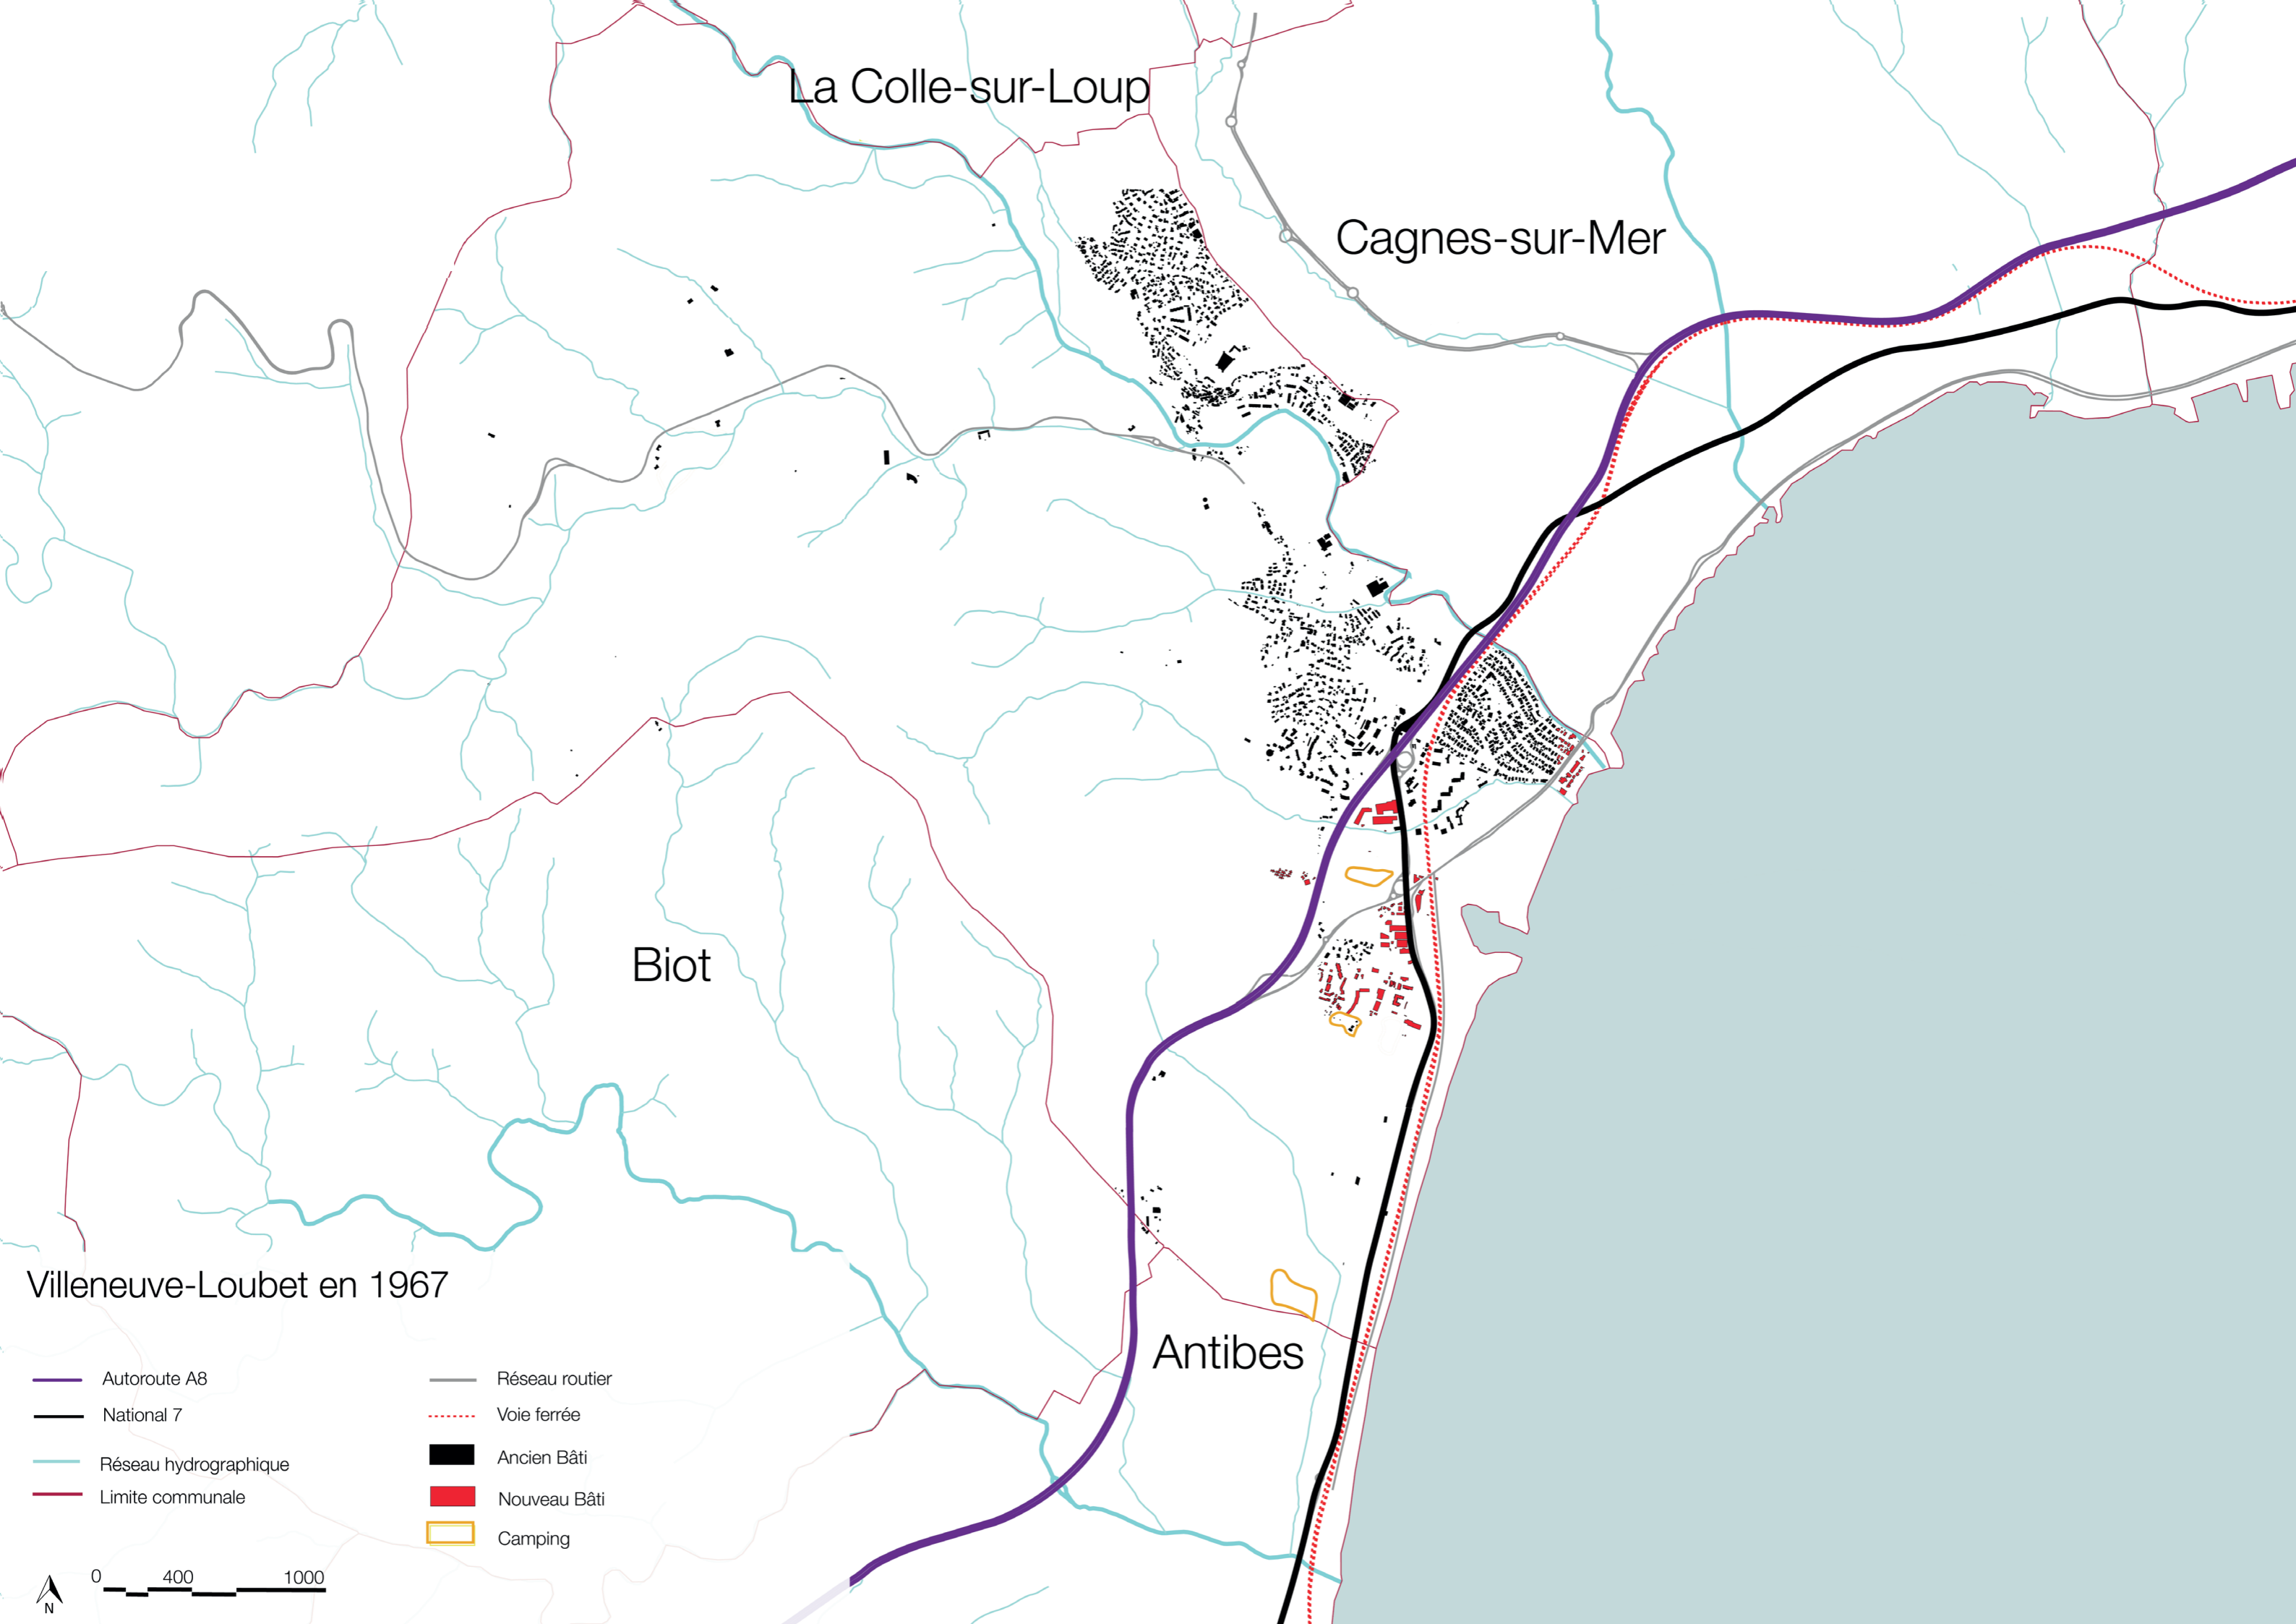 La Colle-sur-Loup
Cagnes-sur-Mer
Biot
Antibes
Villeneuve-Loubet en 1967
Autoroute A8
National 7
Réseau hydrographique
Limite communale
Réseau routier
Voie ferrée
Ancien Bâti
Nouveau Bâti
Camping
N
0 400 1000